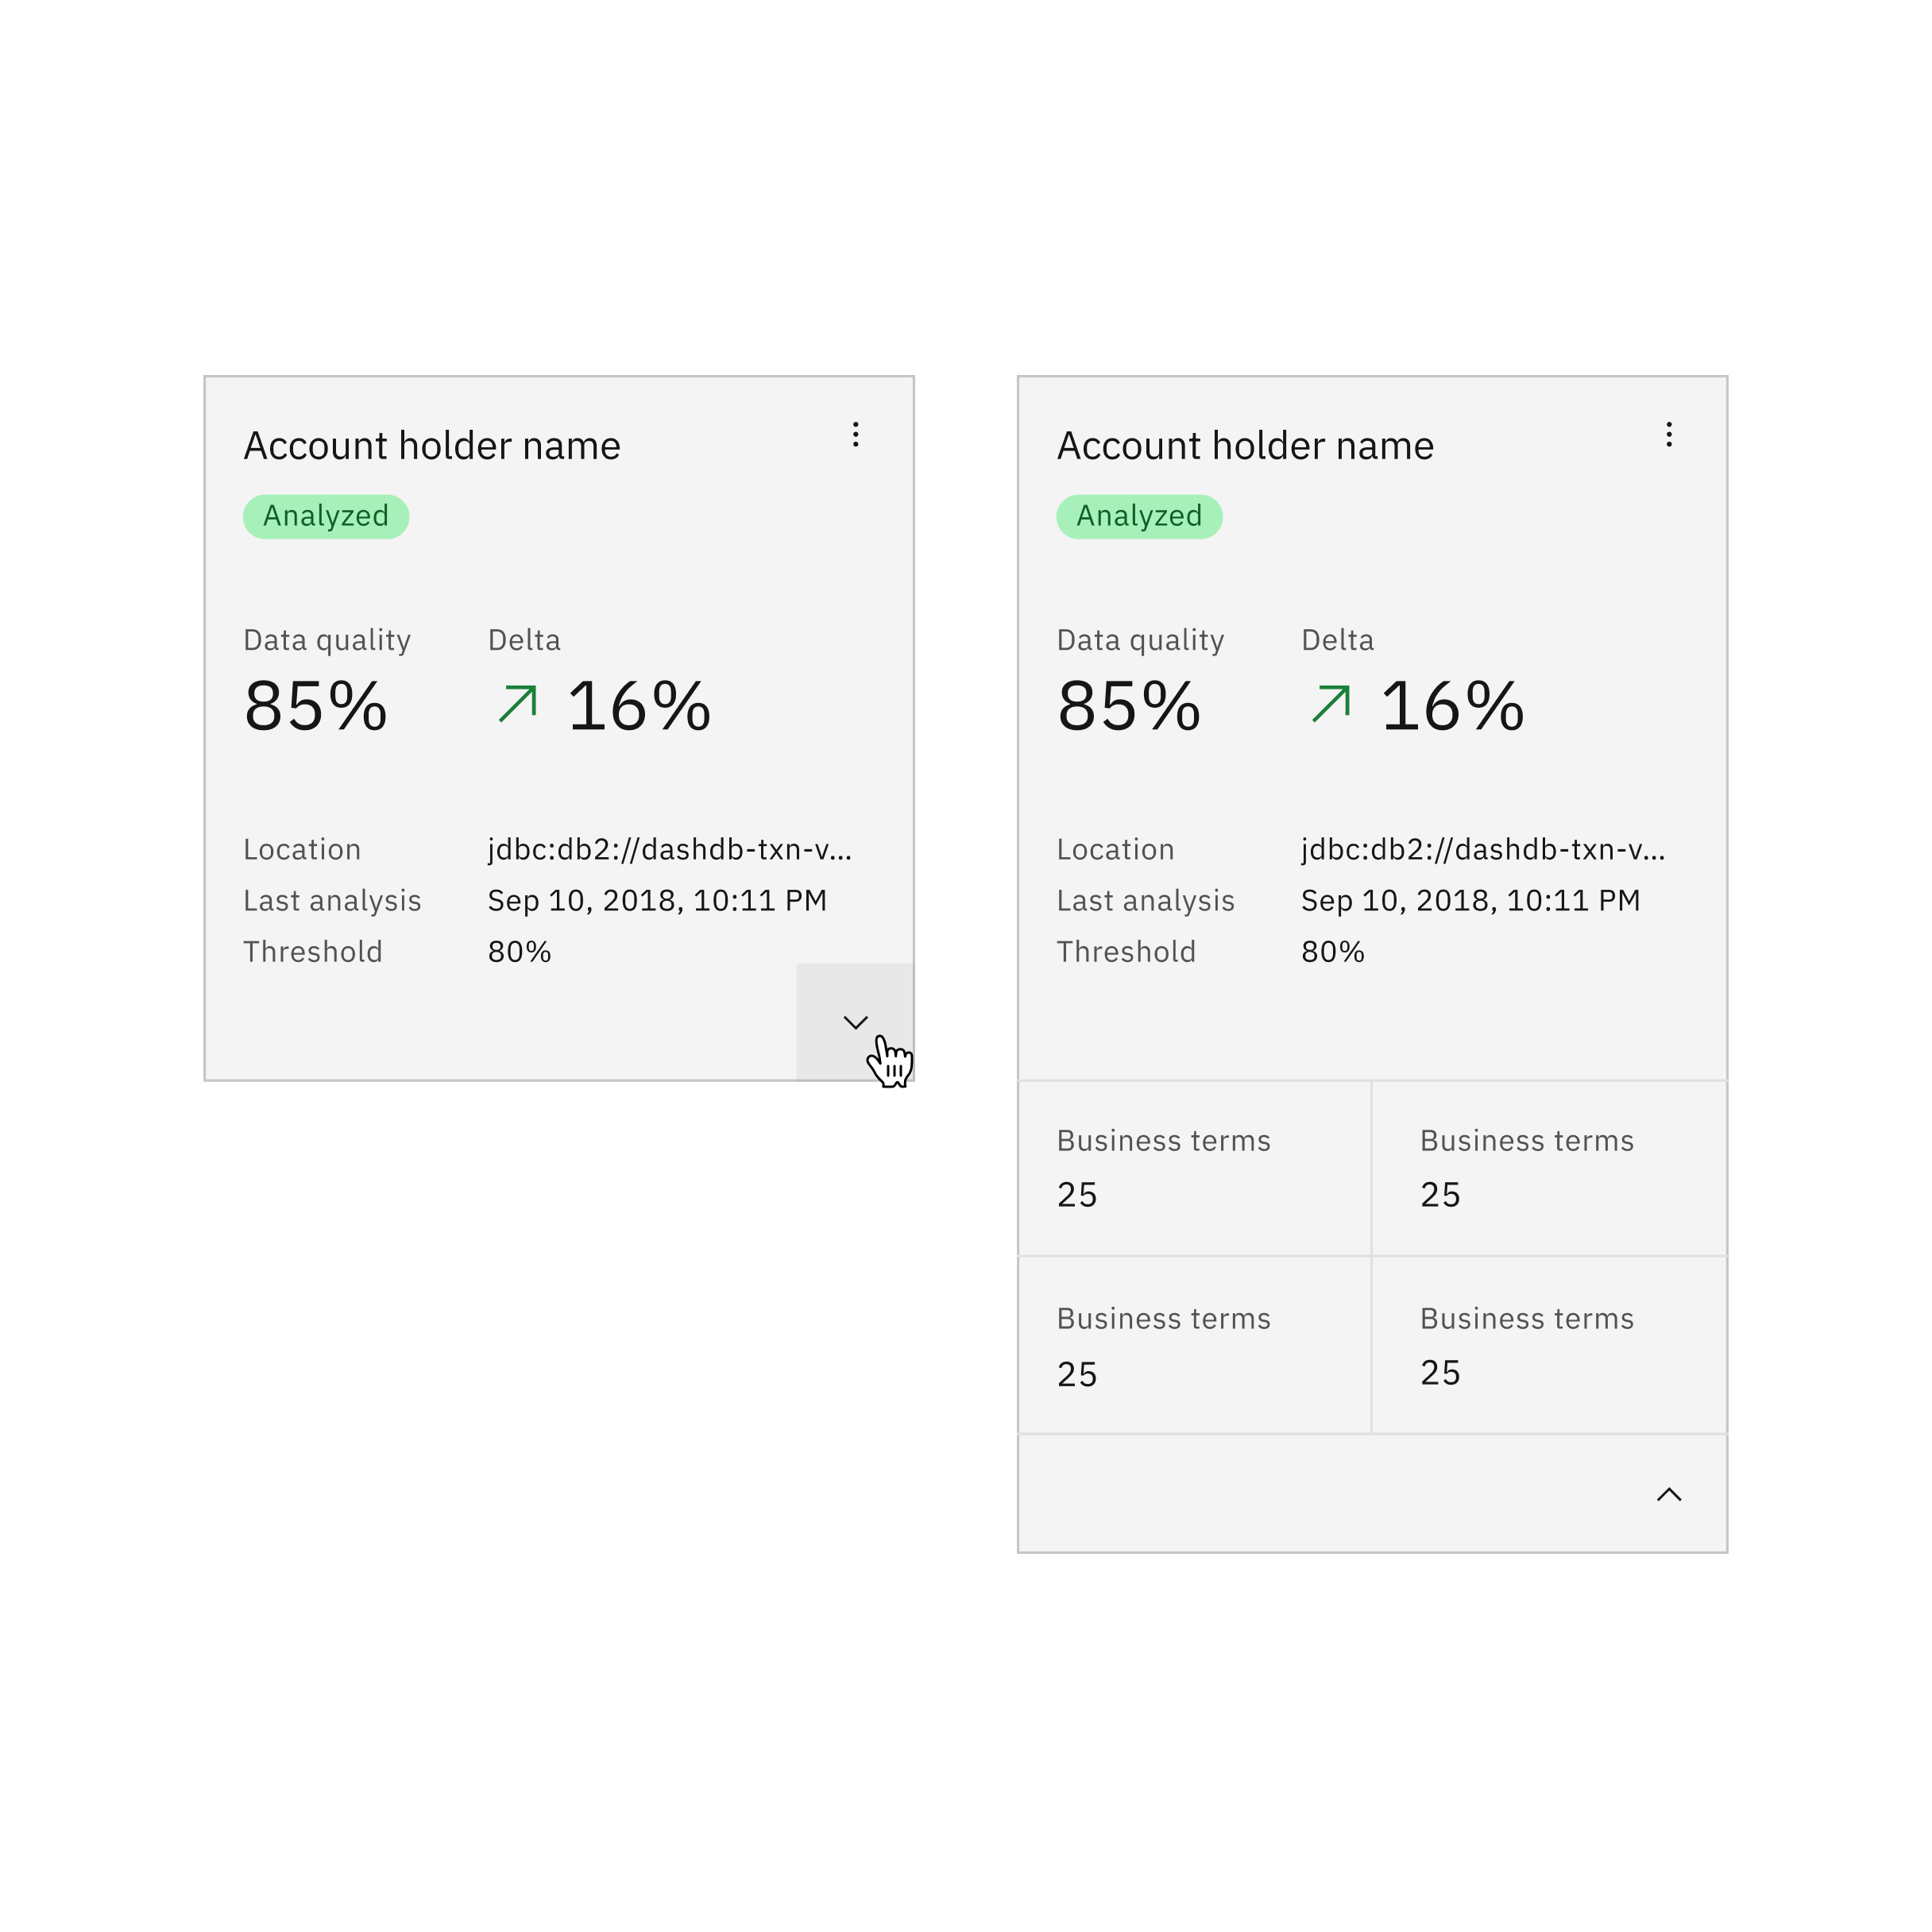 Account holder name
Analyzed
Data quality Delta
85% 16%
Location jdbc:db2://dashdb-txn-v...
Last analysis Sep 10, 2018, 10:11 PM
Threshold 80%
Account holder name
Analyzed
Data quality Delta
85% 16%
Location jdbc:db2://dashdb-txn-v...
Last analysis Sep 10, 2018, 10:11 PM
Threshold 80%
Business terms Business terms
25 25
Business terms Business terms
25 25